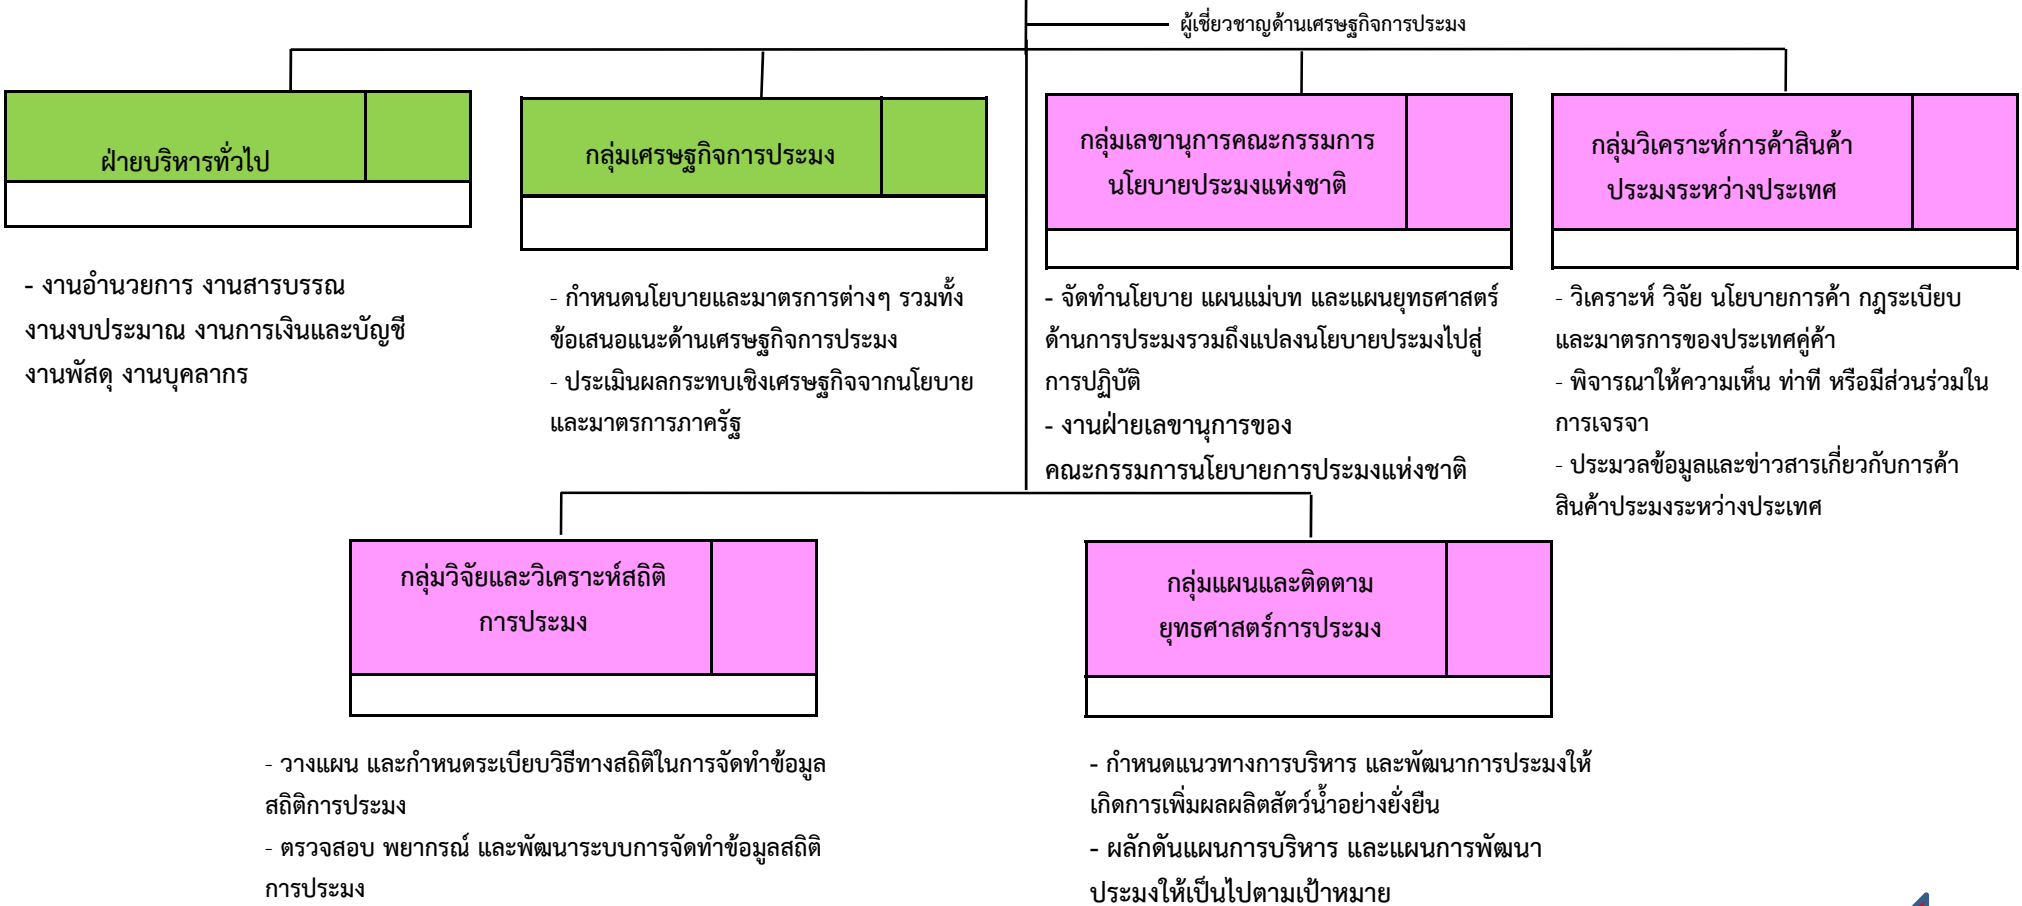 ผู้เชี่ยวชาญด้านเศรษฐกิจการประมง
ฝ่ายบริหารทั่วไป
- งานอำนวยการ งานสารบรรณ
งานงบประมาณ งานการเงินและบัญชี
งานพัสดุ งานบุคลากร
กลุ่มเศรษฐกิจการประมง
- กำหนดนโยบายและมาตรการต่างๆ รวมทั้ง
ข้อเสนอแนะด้านเศรษฐกิจการประมง
- ประเมินผลกระทบเชิงเศรษฐกิจจากนโยบาย
และมาตรการภาครัฐ
กลุ่มเลขานุการคณะกรรมการ
นโยบายประมงแห่งชาติ
- จัดทำนโยบาย แผนแม่บท และแผนยุทธศาสตร์
ด้านการประมงรวมถึงแปลงนโยบายประมงไปสู่
การปฏิบัติ
- งานฝ่ายเลขานุการของ
คณะกรรมการนโยบายการประมงแห่งชาติ
กลุ่มวิเคราะห์การค้าสินค้า
ประมงระหว่างประเทศ
- วิเคราะห์ วิจัย นโยบายการค้า กฎระเบียบ
และมาตรการของประเทศคู่ค้า
- พิจารณาให้ความเห็น ท่าที หรือมีส่วนร่วมใน
การเจรจา
- ประมวลข้อมูลและข่าวสารเกี่ยวกับการค้า
สินค้าประมงระหว่างประเทศ
กลุ่มวิจัยและวิเคราะห์สถิติ
การประมง
- วางแผน และกำหนดระเบียบวิธีทางสถิติในการจัดทำข้อมูล
สถิติการประมง
- ตรวจสอบ พยากรณ์ และพัฒนาระบบการจัดทำข้อมูลสถิติ
การประมง
กลุ่มแผนและติดตาม
ยุทธศาสตร์การประมง
- กำหนดแนวทางการบริหาร และพัฒนาการประมงให้
เกิดการเพิ่มผลผลิตสัตว์น้ำอย่างยั่งยืน
- ผลักดันแผนการบริหาร และแผนการพัฒนา
ประมงให้เป็นไปตามเป้าหมาย